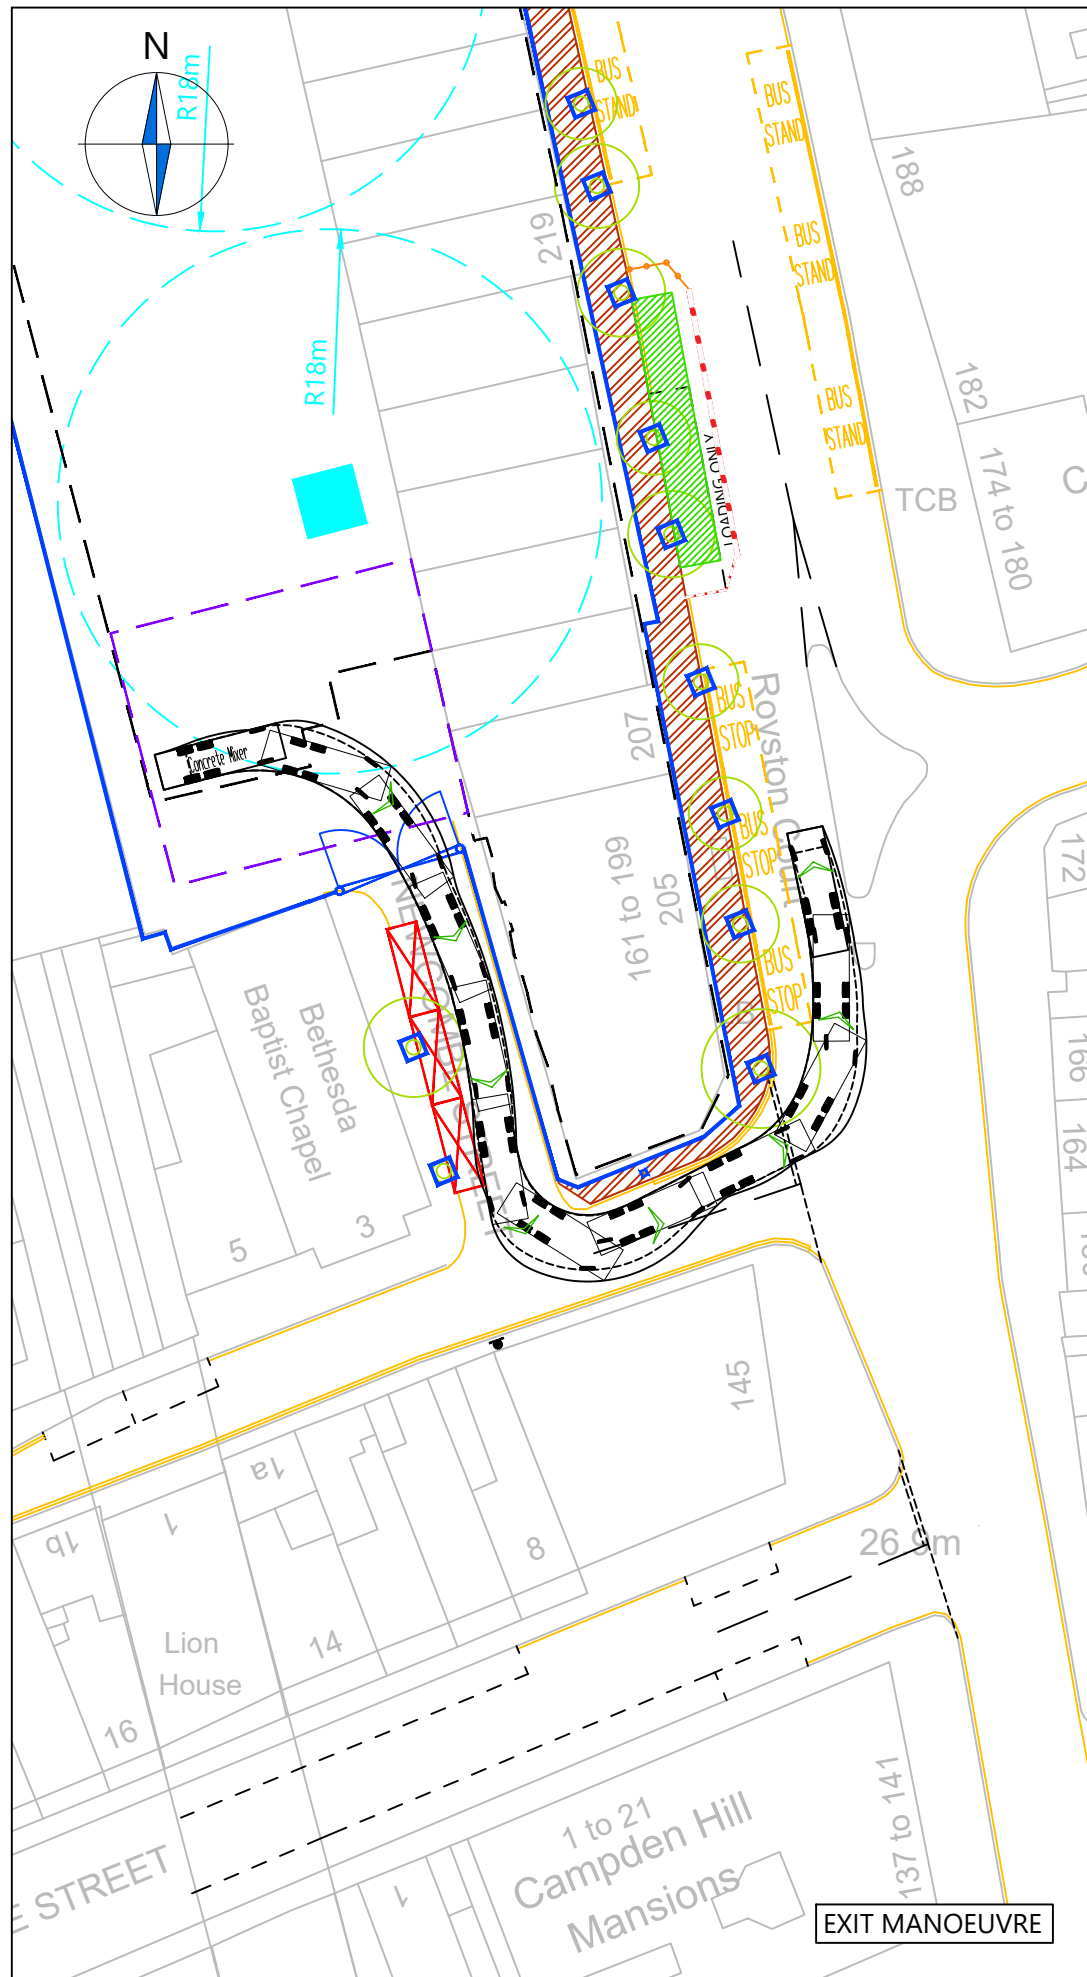 N
R18m
BUS
STAND
BUS
STAND
188
219
BUS
STAND
R18m
182
BUS
STAND
LOADING ONLY
TCB
174 to 180
C
Royston Court
BUS
STOP
207
Concrete Mixer
BUS
STOP
172
161 to 199
205
NEWCOMBE STREET
BUS
STOP
Bethesda
Baptist Chapel
166
164
3
5
145
1a
1
1b
8
26.9m
14
Lion
House
16
1 to 21
Campden Hill
Mansions
137 to 141
E STREET
1
EXIT MANOEUVRE